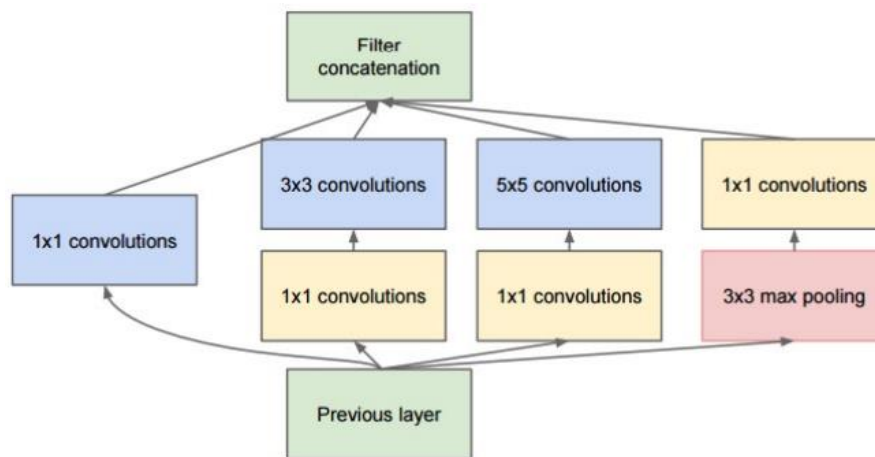 Filter
concatenation
3x3 convolutions
5x5 convolutions
1x1 convolutions
1x1 convolutions
1x1 convolutions
1x1 convolutions
3x3 max pooling
Previous layer